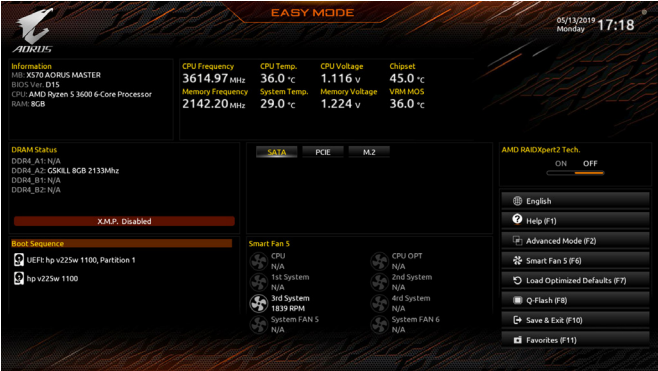 EASY MODE
05/13/2019 Monday 17:18
AORUS
Information
MB: X570 AORUS MASTER
BIOS Ver. D15
CPU: AMD Ryzen 5 3600 6-Core Processor
RAM: 8GB
CPU Frequency CPU Temp. CPU Voltage Chipset
3614.97 MHz 36.0 °C 1.116 V 45.0 °C
Memory Frequency System Temp. Memory Voltage VRM MOS
2142.20 MHz 29.0 °C 1.224 V 36.0 °C
DRAM Status
DDR4_A1: N/A
DDR4_A2: GSKILL 8GB 2133Mhz
DDR4_B1: N/A
DDR4_B2: N/A
X.M.P. Disabled
SATA PCIE M.2
AMD RAIDXpert2 Tech.
ON OFF
Boot Sequence
UEFI: hp v225w 1100, Partition 1
hp v225w 1100
Smart Fan 5
CPU CPU OPT
N/A N/A
1st System 2nd System
N/A N/A
3rd System 4rd System
1839 RPM N/A
System FAN 5 System FAN 6
N/A N/A
English
Help (F1)
Advanced Mode (F2)
Smart Fan 5 (F6)
Load Optimized Defaults (F7)
Q-Flash (F8)
Save & Exit (F10)
Favorites (F11)